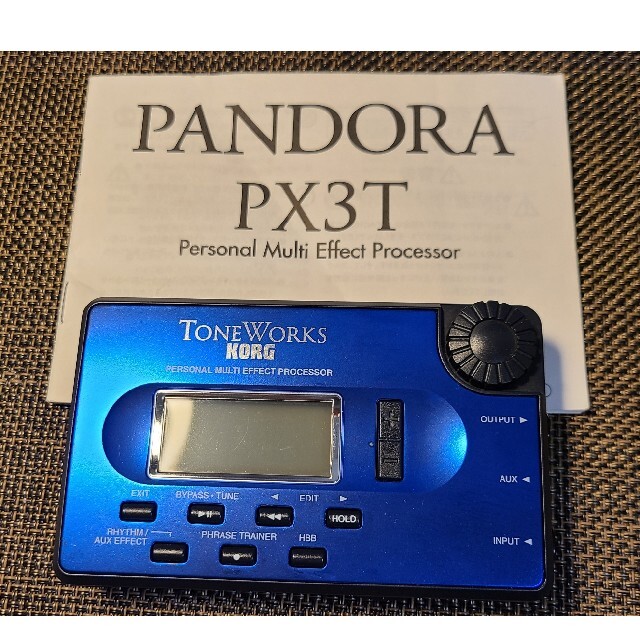 PANDORA
PX3T
Personal Multi Effect Processor
TONEWORKS
KORG
PERSONAL MULTI EFFECT PROCESSOR
OUTPUT ▶
AUX ◀
INPUT ◀
EXIT
BYPASS • TUNE
◀ EDIT ▶
HOLD
RHYTHM /
AUX EFFECT
PHRASE TRAINER
HBB